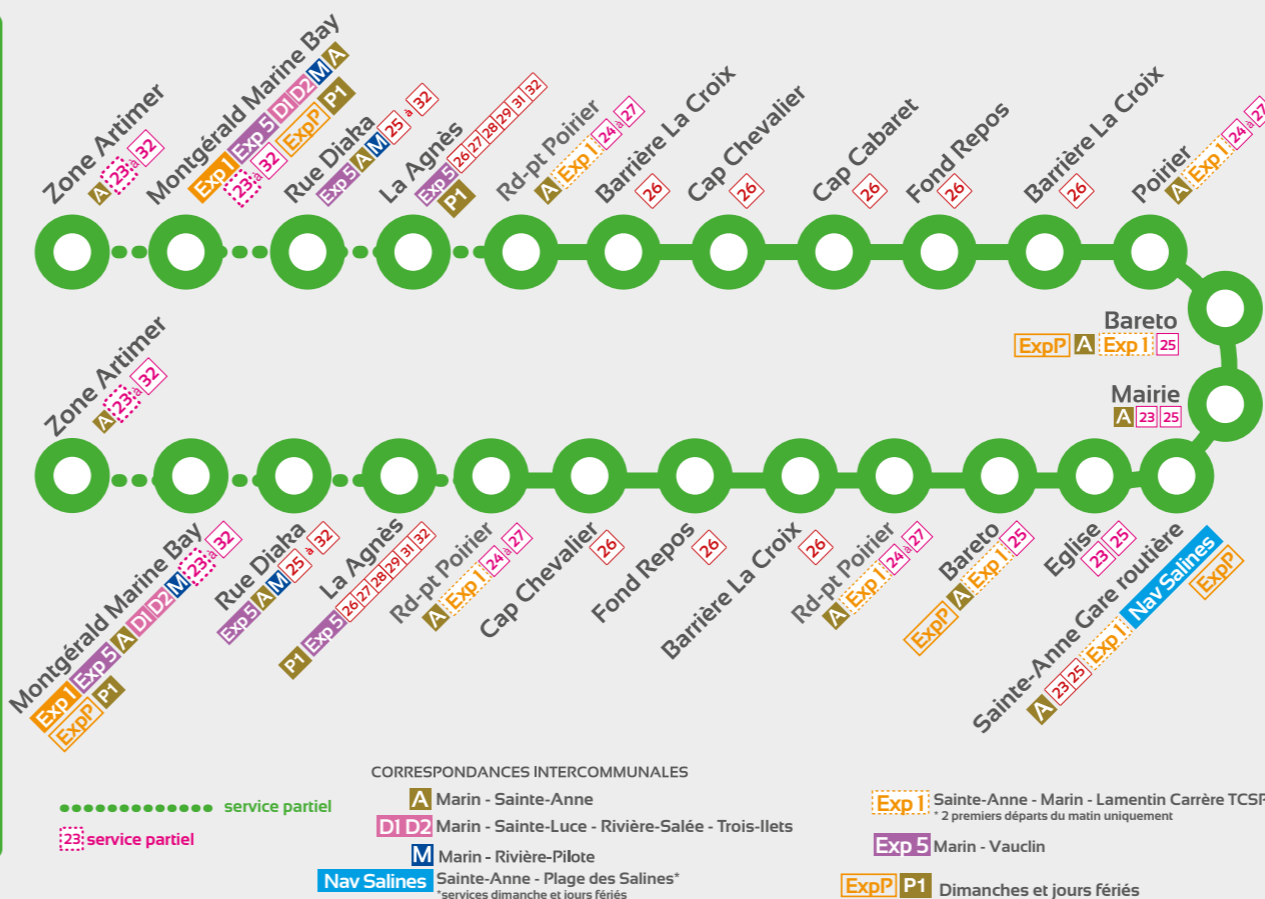 Zone Artimer
A 23 à 32
Montgérald Marine Bay
Exp 1 Exp 5 D1 D2 M A
23 à 32 ExpP P1
Rue Diaka
Exp 5 A M 25 à 32
La Agnès
Exp 5 26 27 28 29 31 32
P1
Rd-pt Poirier
A Exp 1 24 à 27
Barrière La Croix
26
Cap Chevalier
26
Cap Cabaret
26
Fond Repos
26
Barrière La Croix
26
Poirier
A Exp 1 24 à 27
Bareto
ExpP A Exp 1 25
Mairie
A 23 25
Zone Artimer
A 23 à 32
Montgérald Marine Bay
Exp 1 Exp 5 A D1 D2 M 23 à 32
ExpP P1
Rue Diaka
Exp 5 A M 25 à 32
La Agnès
P1 Exp 5 26 27 28 29 31 32
Rd-pt Poirier
A Exp 1 24 à 27
Cap Chevalier
26
Fond Repos
26
Barrière La Croix
26
Rd-pt Poirier
A Exp 1 24 à 27
Bareto
ExpP A Exp 1 25
Eglise
23 25
Sainte-Anne Gare routière
A 23 25 Exp 1 Nav Salines
ExpP
service partiel
23 service partiel
CORRESPONDANCES INTERCOMMUNALES
A Marin - Sainte-Anne
D1 D2 Marin - Sainte-Luce - Rivière-Salée - Trois-Ilets
M Marin - Rivière-Pilote
Nav Salines Sainte-Anne - Plage des Salines*
*services dimanche et jours fériés
Exp 1 Sainte-Anne - Marin - Lamentin Carrère TCSP
* 2 premiers départs du matin uniquement
Exp 5 Marin - Vauclin
ExpP P1 Dimanches et jours fériés